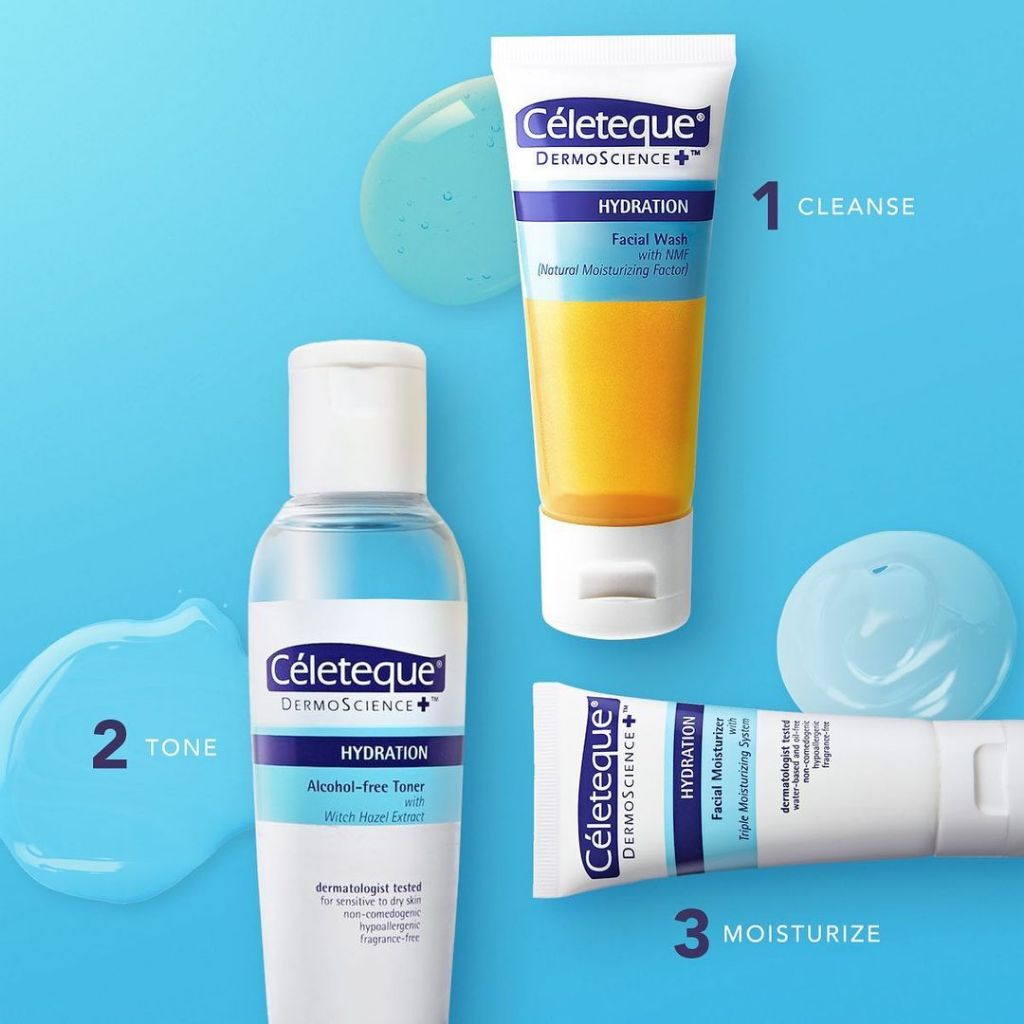 Céleteque®
DERMOSCIENCE✚™
HYDRATION
Facial Wash
with NMF
(Natural Moisturizing Factor)
1 CLEANSE
Céleteque®
DERMOSCIENCE✚™
HYDRATION
Alcohol-free Toner
with
Witch Hazel Extract
dermatologist tested
for sensitive to dry skin
non-comedogenic
hypoallergenic
fragrance-free
2 TONE
Céleteque®
DERMOSCIENCE✚™
HYDRATION
Facial Moisturizer
with
Triple Moisturizing System
dermatologist tested
water-based and oil-free
non-comedogenic
hypoallergenic
fragrance-free
3 MOISTURIZE